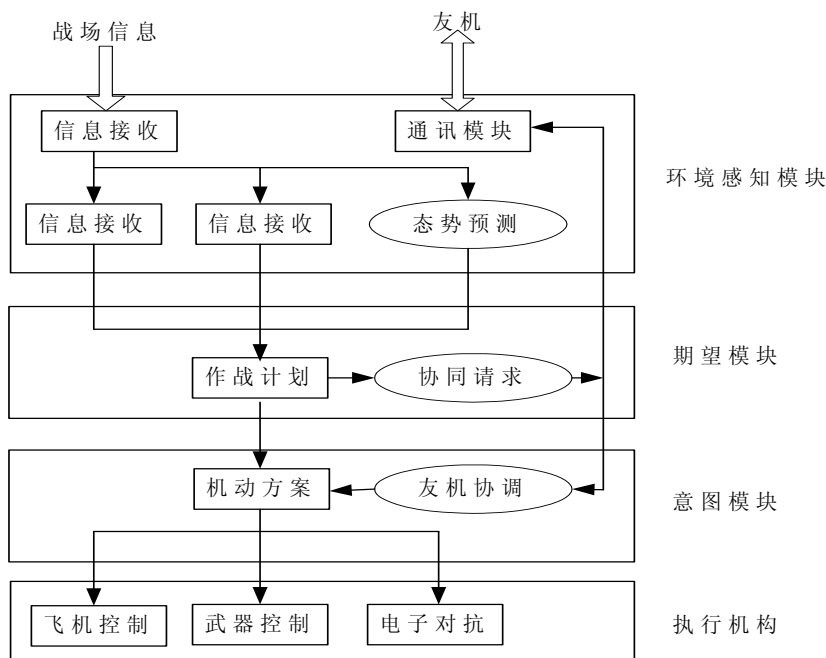 战场信息
友机
信息接收
通讯模块
环境感知模块
信息接收
信息接收
态势预测
期望模块
作战计划
协同请求
机动方案
友机协调
意图模块
飞机控制
武器控制
电子对抗
执行机构